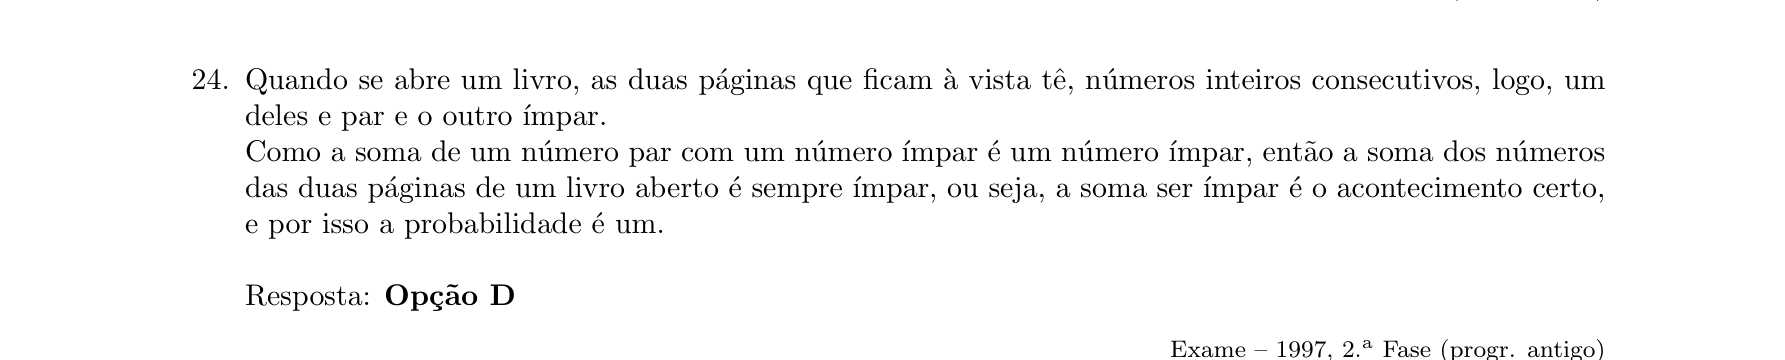 24. Quando se abre um livro, as duas páginas que ficam à vista tê, números inteiros consecutivos, logo, um
deles e par e o outro ímpar.
Como a soma de um número par com um número ímpar é um número ímpar, então a soma dos números
das duas páginas de um livro aberto é sempre ímpar, ou seja, a soma ser ímpar é o acontecimento certo,
e por isso a probabilidade é um.
Resposta: Opção D
Exame – 1997, 2.ª Fase (progr. antigo)